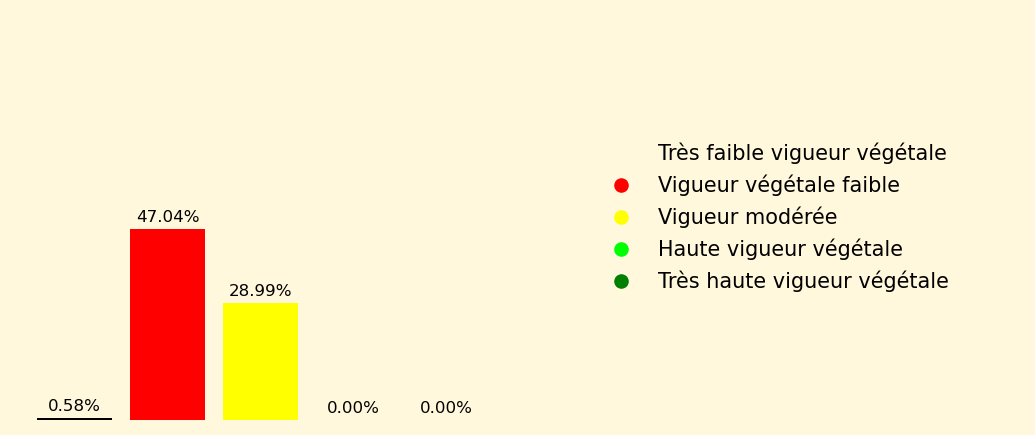 47.04%
28.99%
0.58%
0.00%
0.00%
Très faible vigueur végétale
Vigueur végétale faible
Vigueur modérée
Haute vigueur végétale
Très haute vigueur végétale